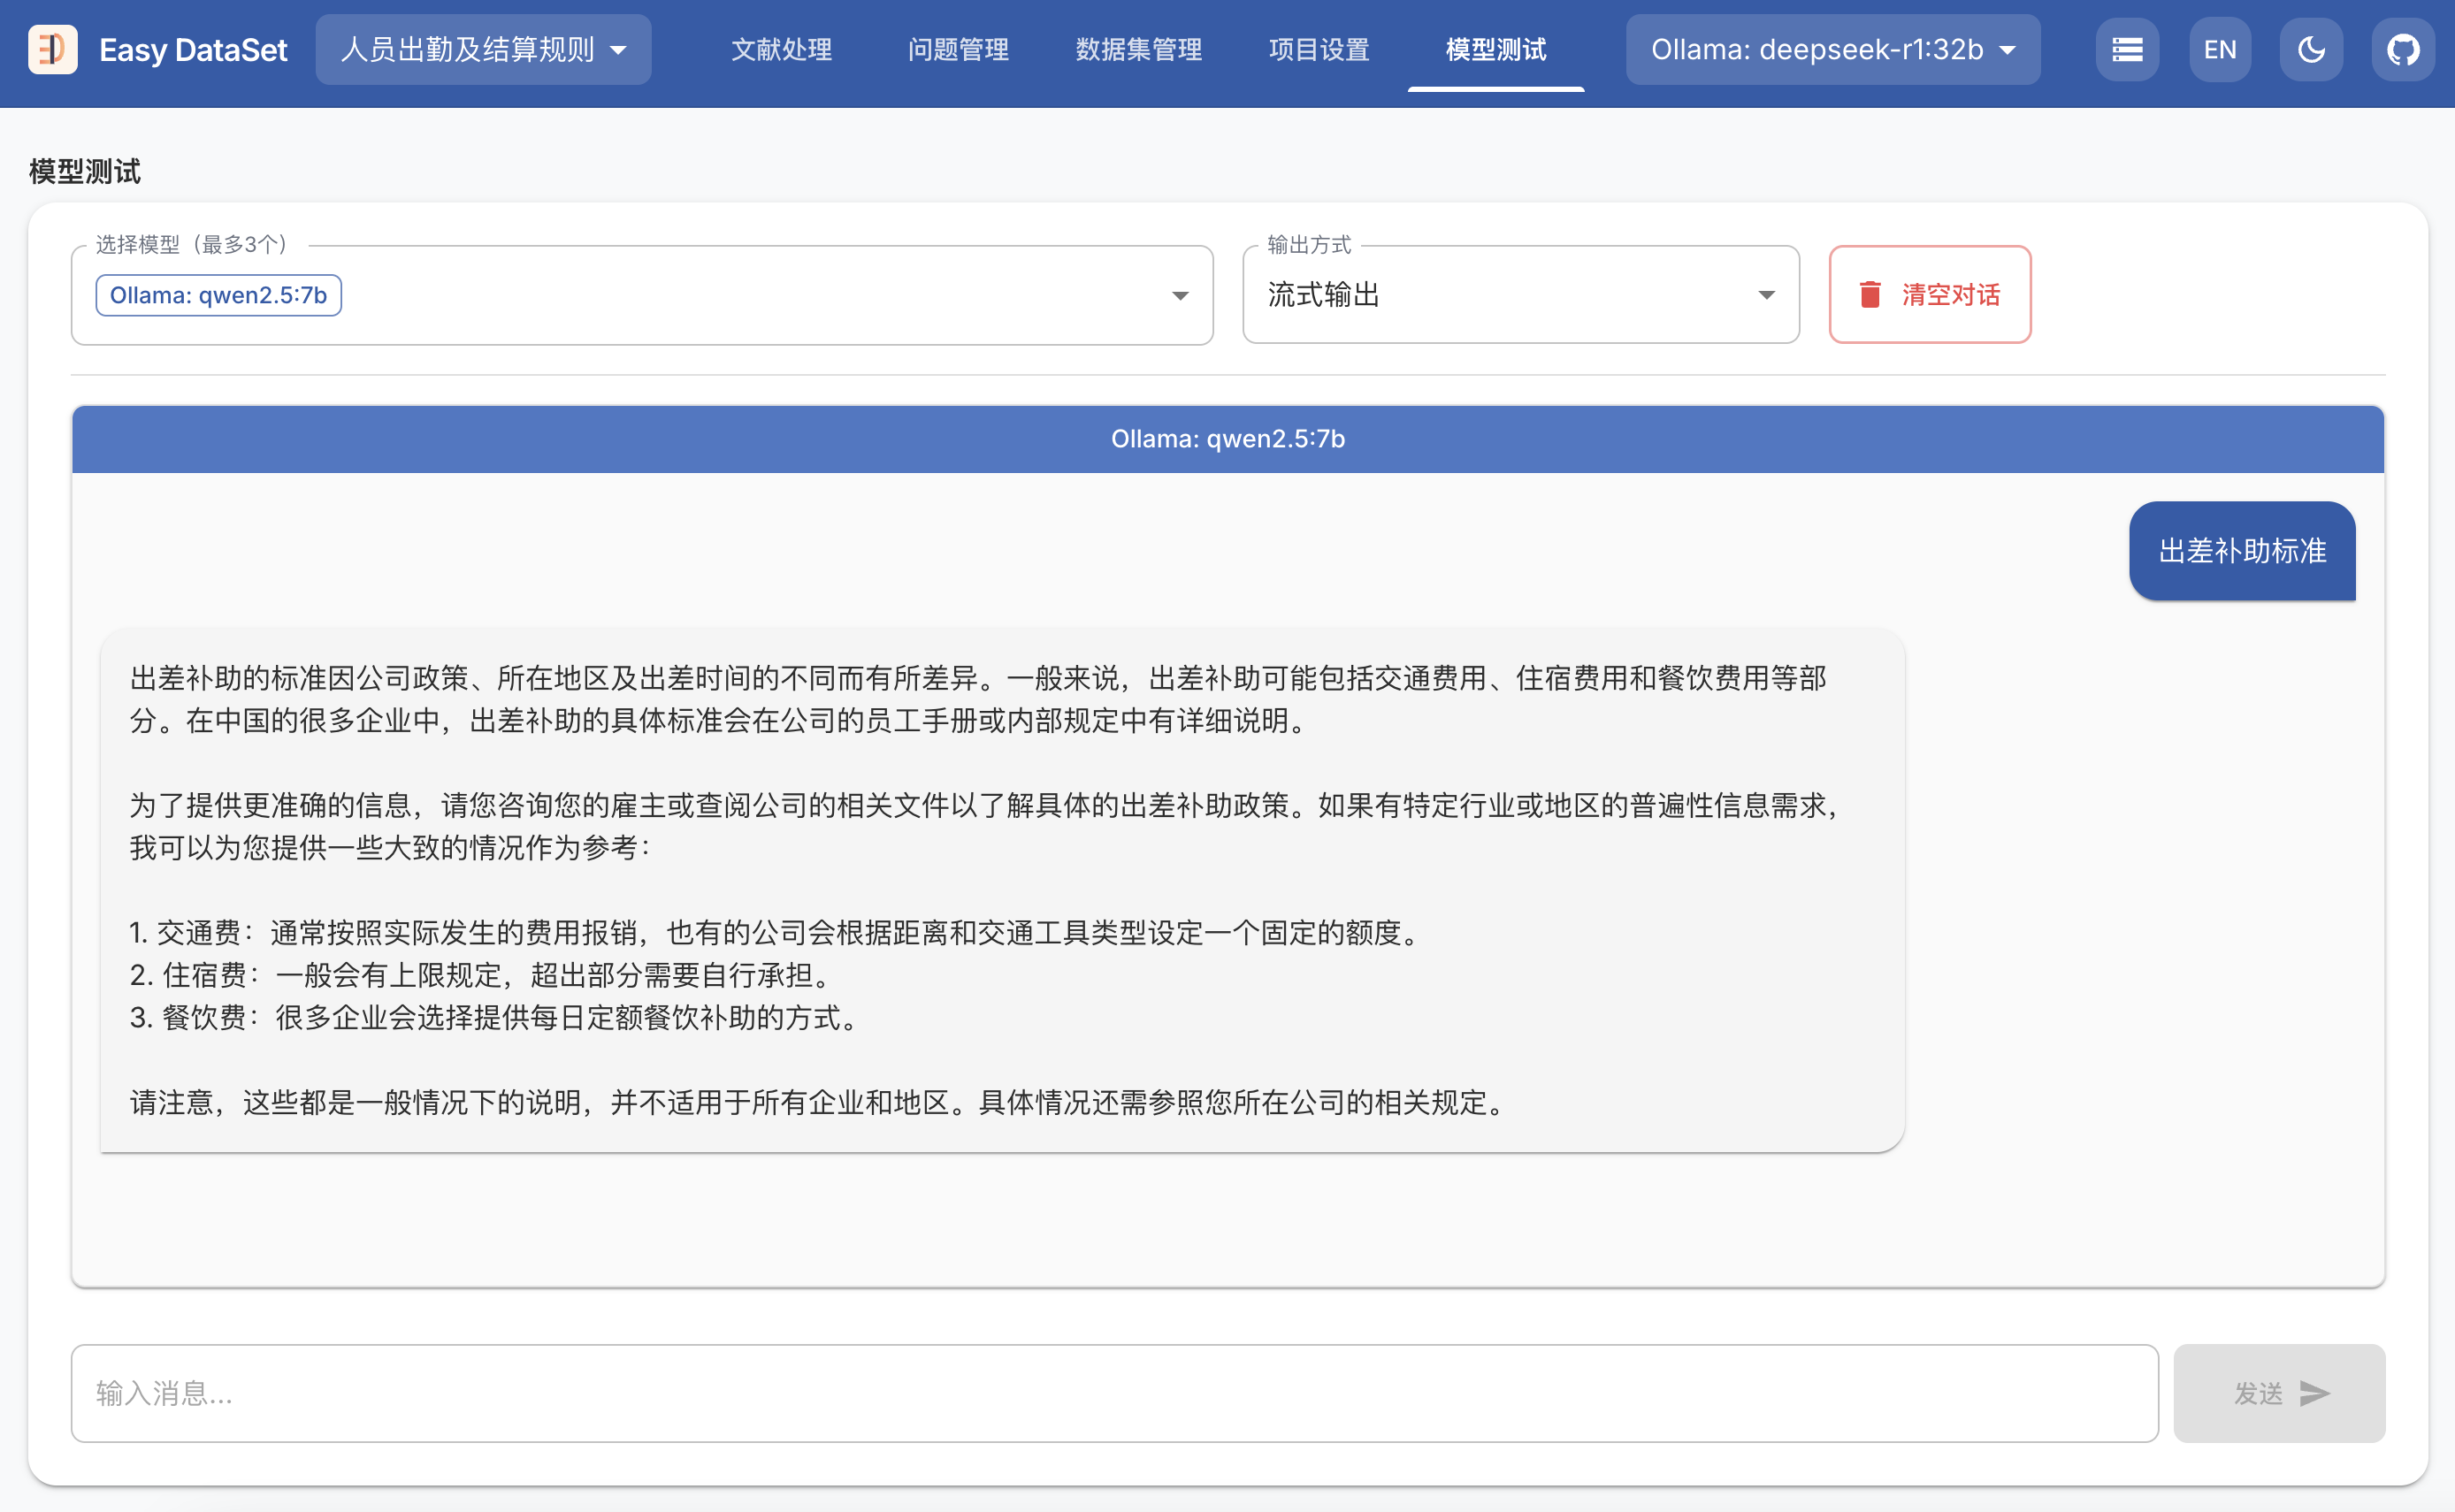 Easy DataSet
人员出勤及结算规则
文献处理
问题管理
数据集管理
项目设置
模型测试
Ollama: deepseek-r1:32b
EN
模型测试
选择模型（最多3个）
Ollama: qwen2.5:7b
输出方式
流式输出
清空对话
Ollama: qwen2.5:7b
出差补助标准
出差补助的标准因公司政策、所在地区及出差时间的不同而有所差异。一般来说，出差补助可能包括交通费用、住宿费用和餐饮费用等部
分。在中国的很多企业中，出差补助的具体标准会在公司的员工手册或内部规定中有详细说明。
为了提供更准确的信息，请您咨询您的雇主或查阅公司的相关文件以了解具体的出差补助政策。如果有特定行业或地区的普遍性信息需求，
我可以为您提供一些大致的情况作为参考：
1. 交通费：通常按照实际发生的费用报销，也有的公司会根据距离和交通工具类型设定一个固定的额度。
2. 住宿费：一般会有上限规定，超出部分需要自行承担。
3. 餐饮费：很多企业会选择提供每日定额餐饮补助的方式。
请注意，这些都是一般情况下的说明，并不适用于所有企业和地区。具体情况还需参照您所在公司的相关规定。
输入消息...
发送